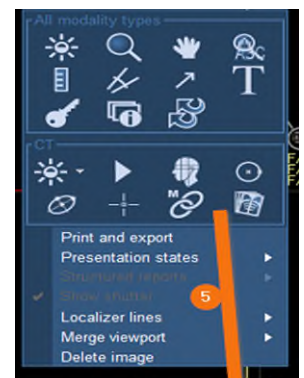 All modality types
ABC
T
CT
M
Print and export
Presentation states
Structured reports
Show shutter
5
Localizer lines
Merge viewport
Delete image